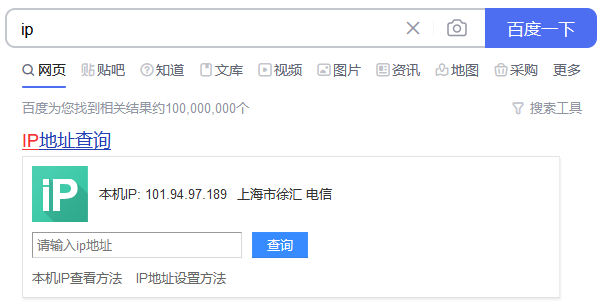 ip 百度一下
网页 贴吧 知道 文库 视频 图片 资讯 地图 采购 更多
百度为您找到相关结果约100,000,000个 搜索工具
IP地址查询
iP 本机IP: 101.94.97.189 上海市徐汇 电信
请输入ip地址 查询
本机IP查看方法 IP地址设置方法